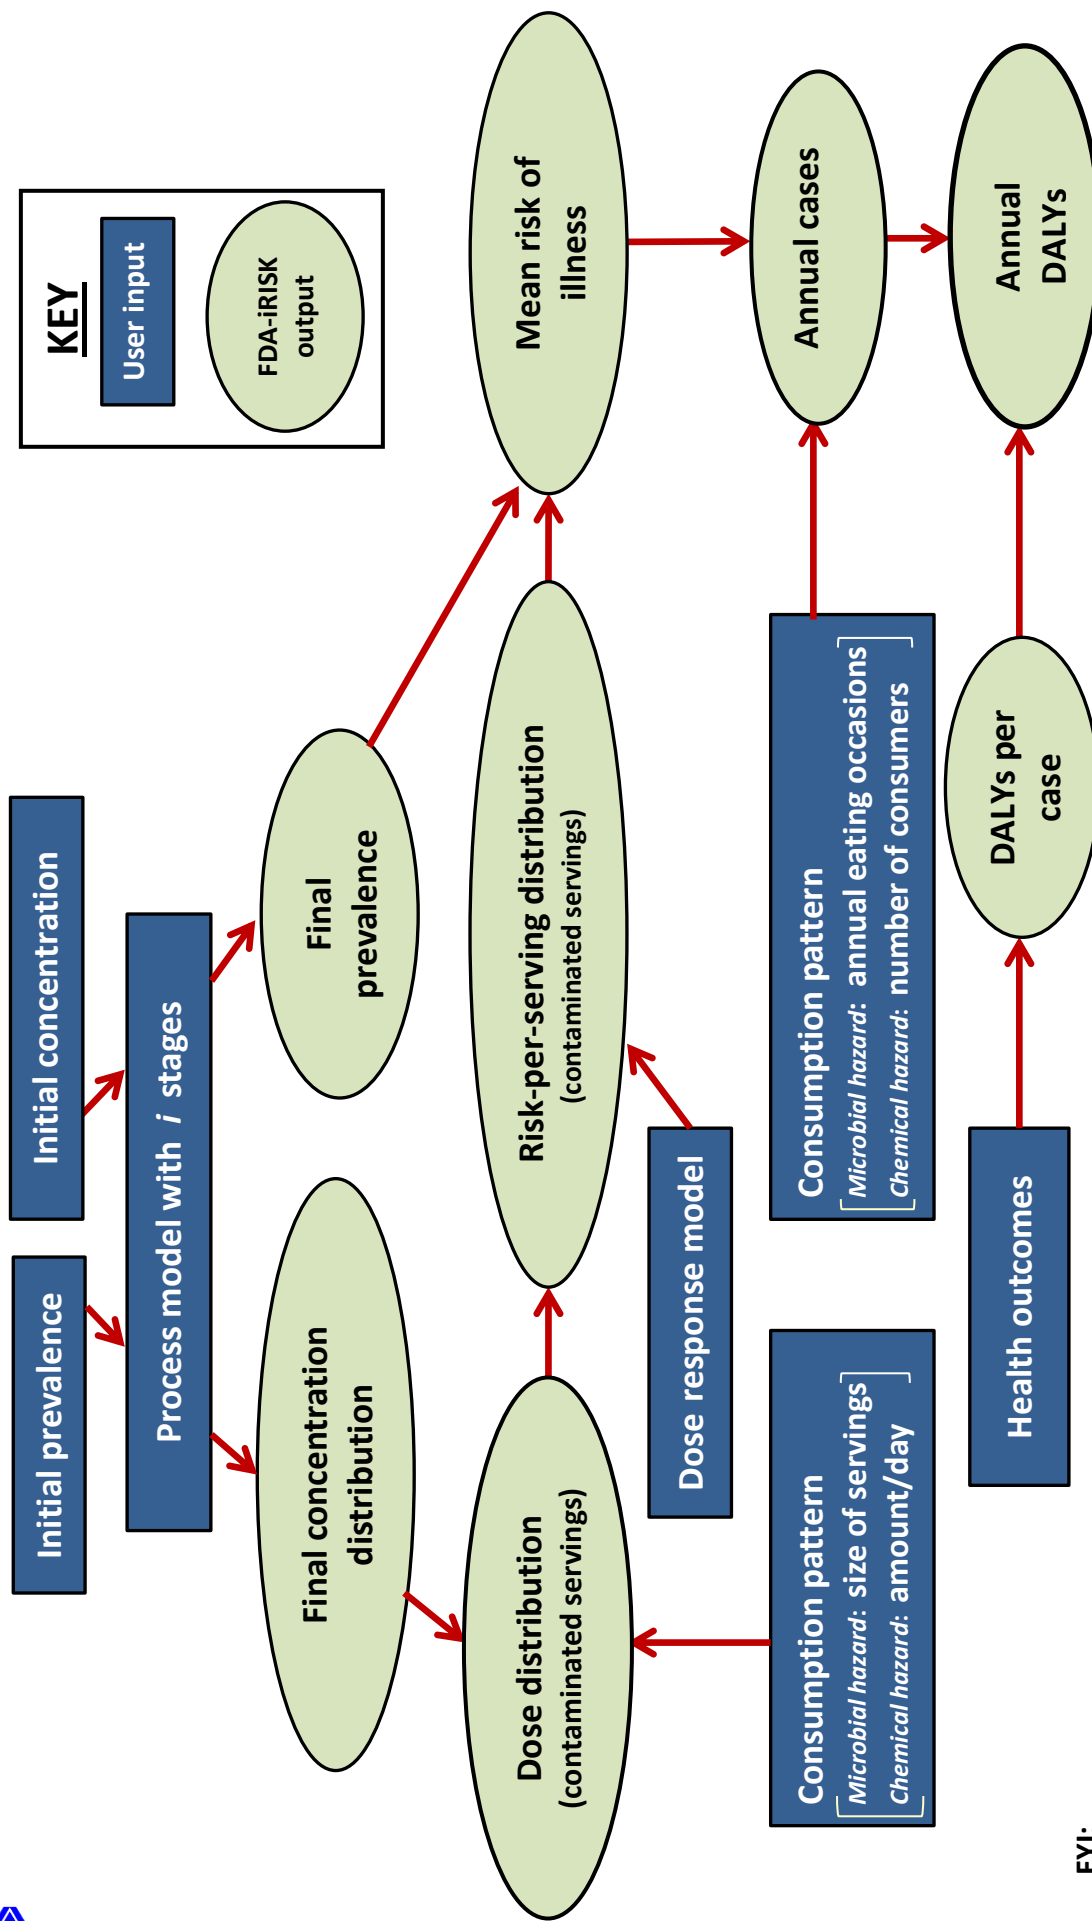 KEY
User input
FDA-iRISK
output
Initial prevalence
Initial concentration
Process model with i stages
Final concentration
distribution
Final
prevalence
Dose distribution
(contaminated servings)
Risk-per-serving distribution
(contaminated servings)
Mean risk of
illness
Dose response model
Consumption pattern
Microbial hazard: size of servings
Chemical hazard: amount/day
Consumption pattern
Microbial hazard: annual eating occasions
Chemical hazard: number of consumers
Annual cases
Health outcomes
DALYs per
case
Annual
DALYs
FYI: